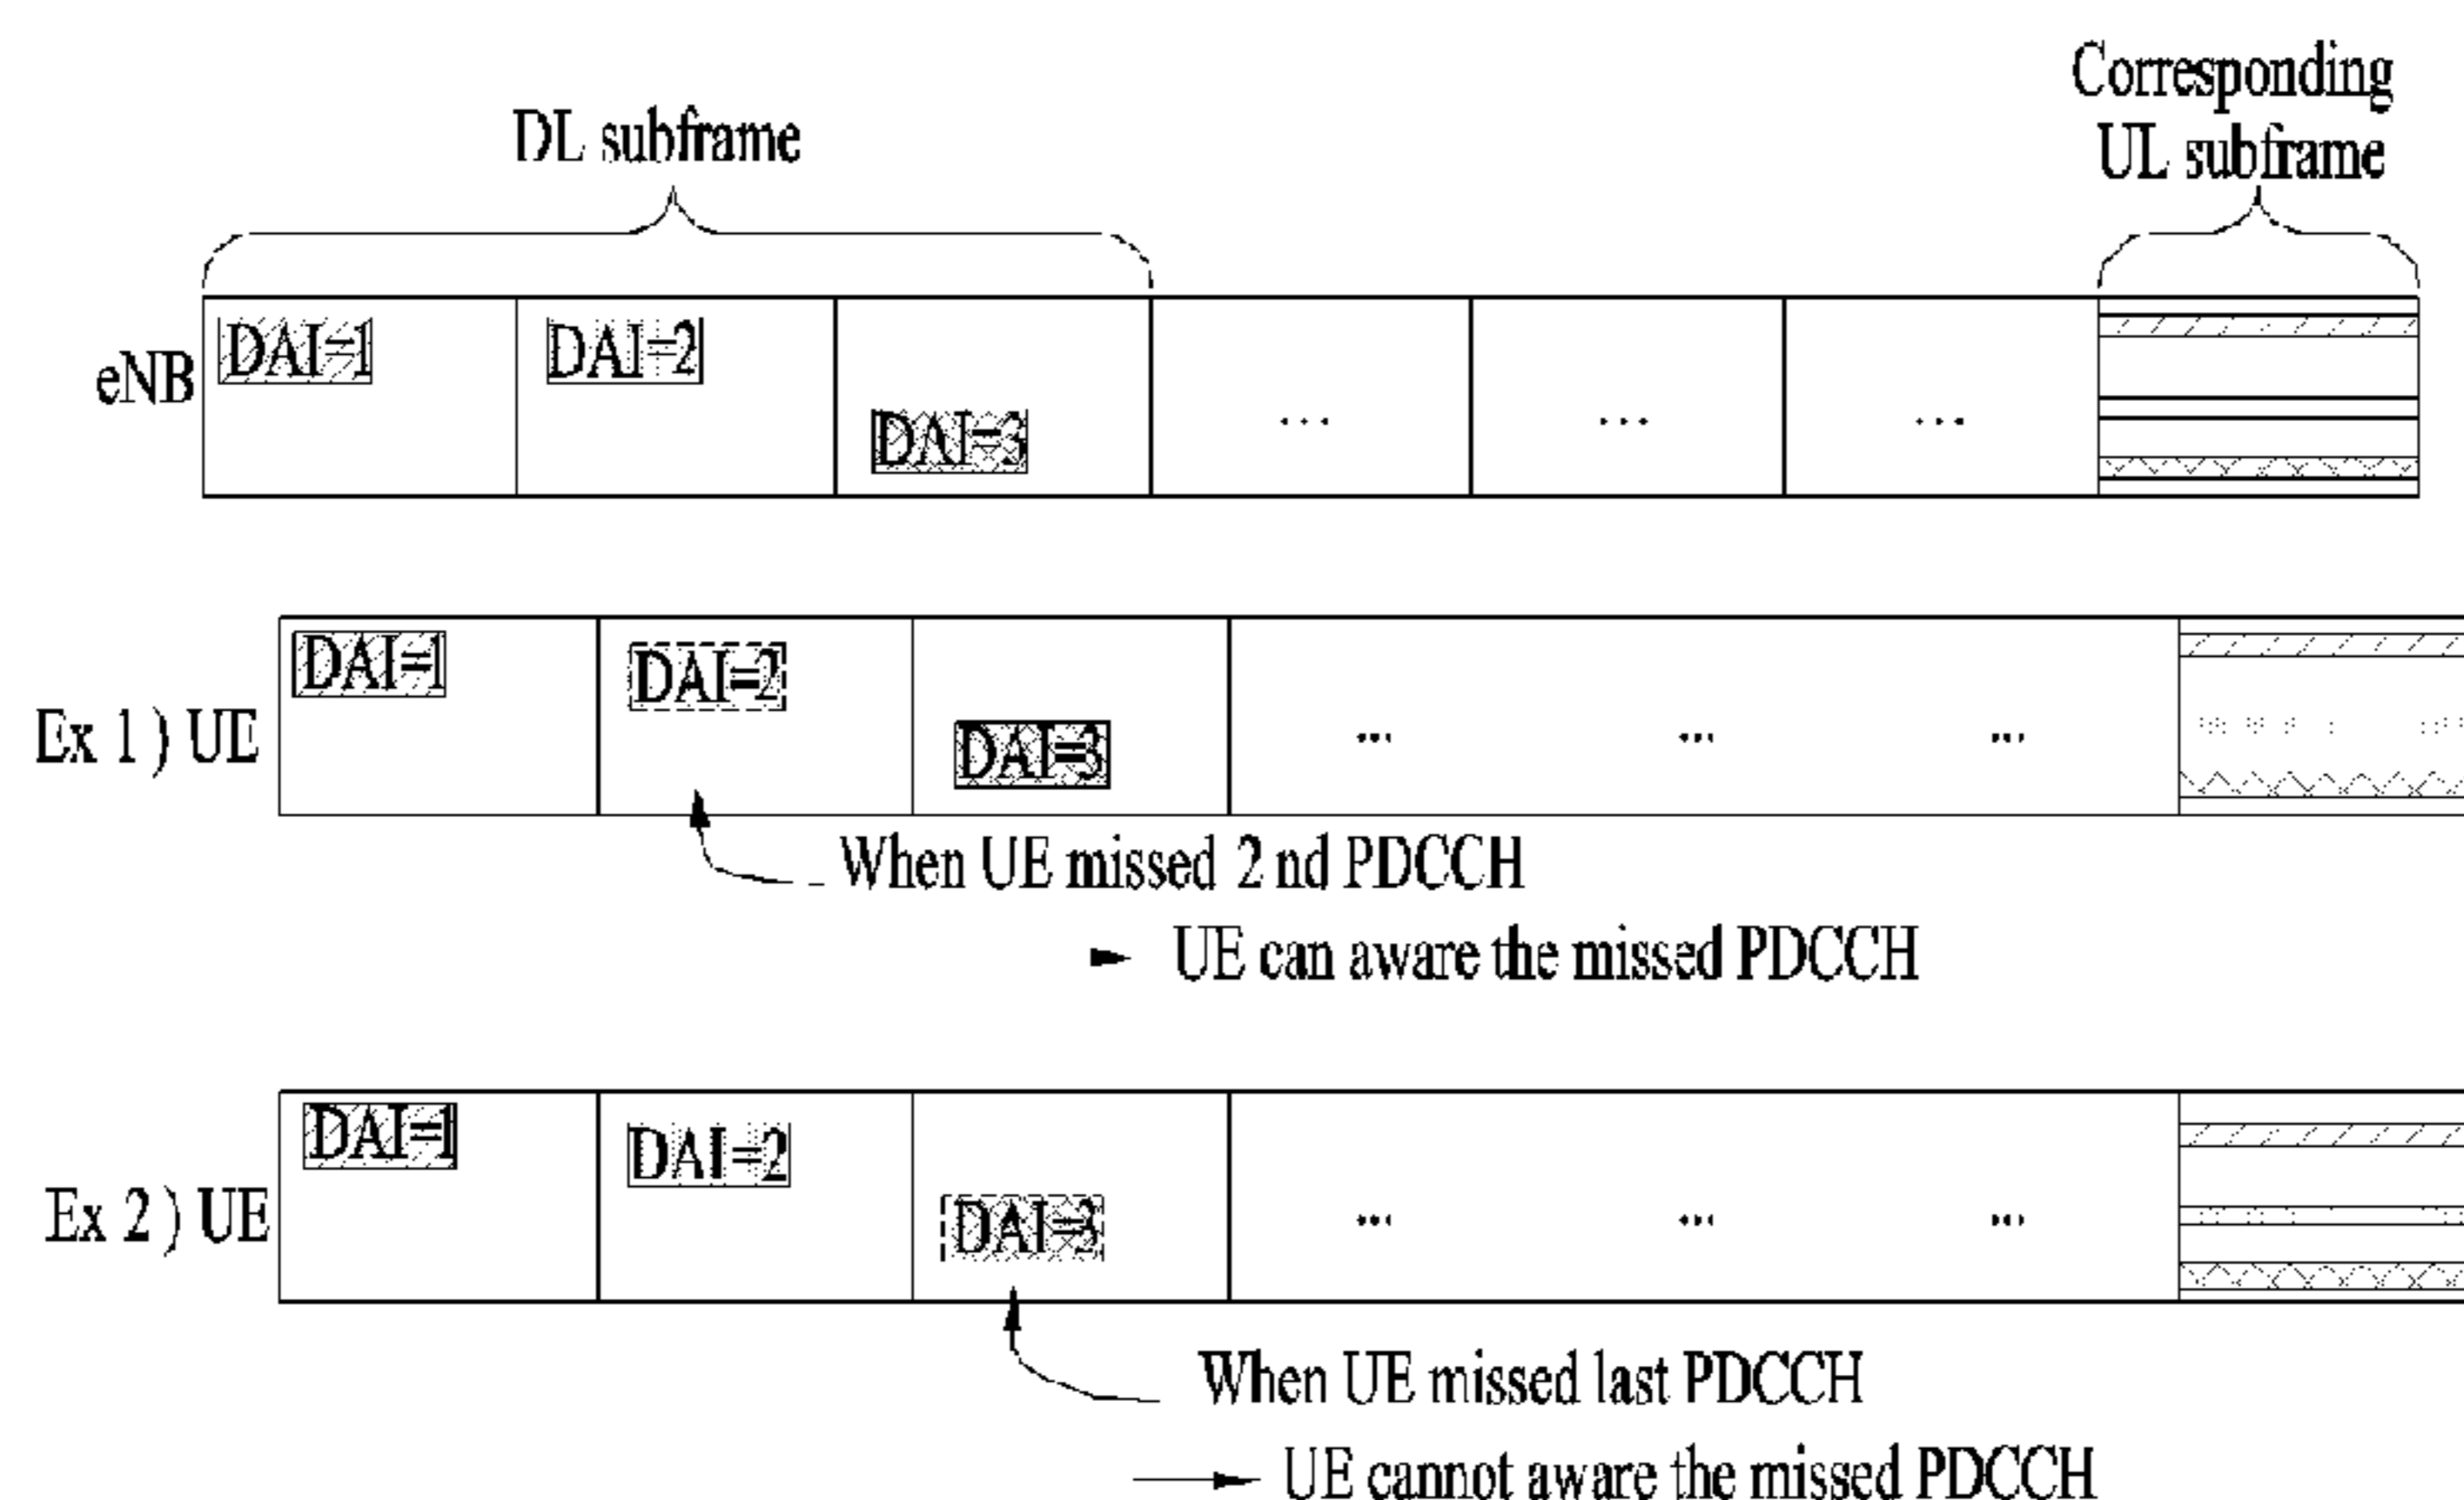 DL subframe
Corresponding
UL subframe
eNB
DAI=1
DAI=2
DAI=3
...
...
...
Ex 1 ) UE
DAI=1
DAI=2
DAI=3
...
...
...
When UE missed 2 nd PDCCH
UE can aware the missed PDCCH
Ex 2 ) UE
DAI=1
DAI=2
DAI=3
...
...
...
When UE missed last PDCCH
UE cannot aware the missed PDCCH